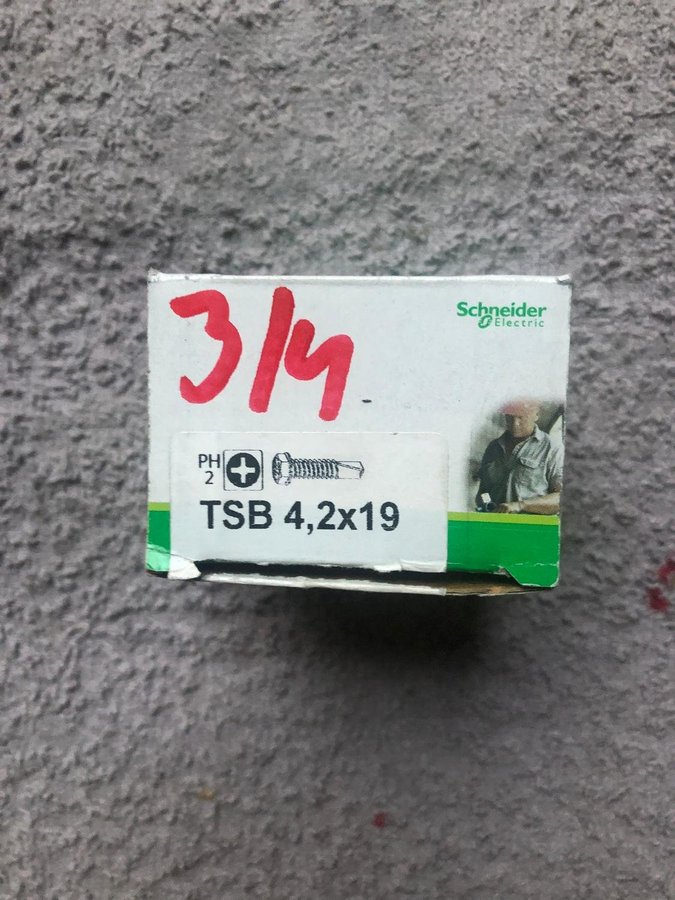 3/4
Schneider
Electric
PH
2
TSB 4,2x19